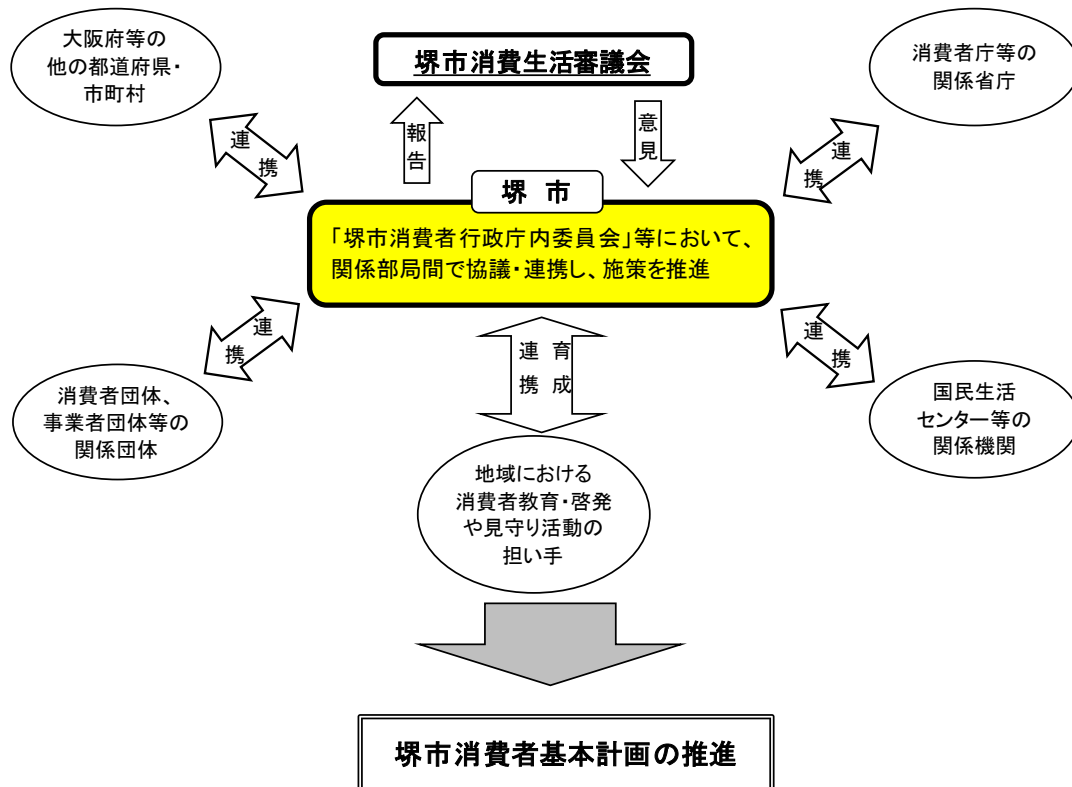 大阪府等の
他の都道府県・
市町村
堺市消費生活審議会
消費者庁等の
関係省庁
連携
報告
意見
連携
堺 市
「堺市消費者行政庁内委員会」等において、
関係部局間で協議・連携し、施策を推進
連携
連携
育成
連携
消費者団体、
事業者団体等の
関係団体
国民生活
センター等の
関係機関
地域における
消費者教育・啓発
や見守り活動の
担い手
堺市消費者基本計画の推進